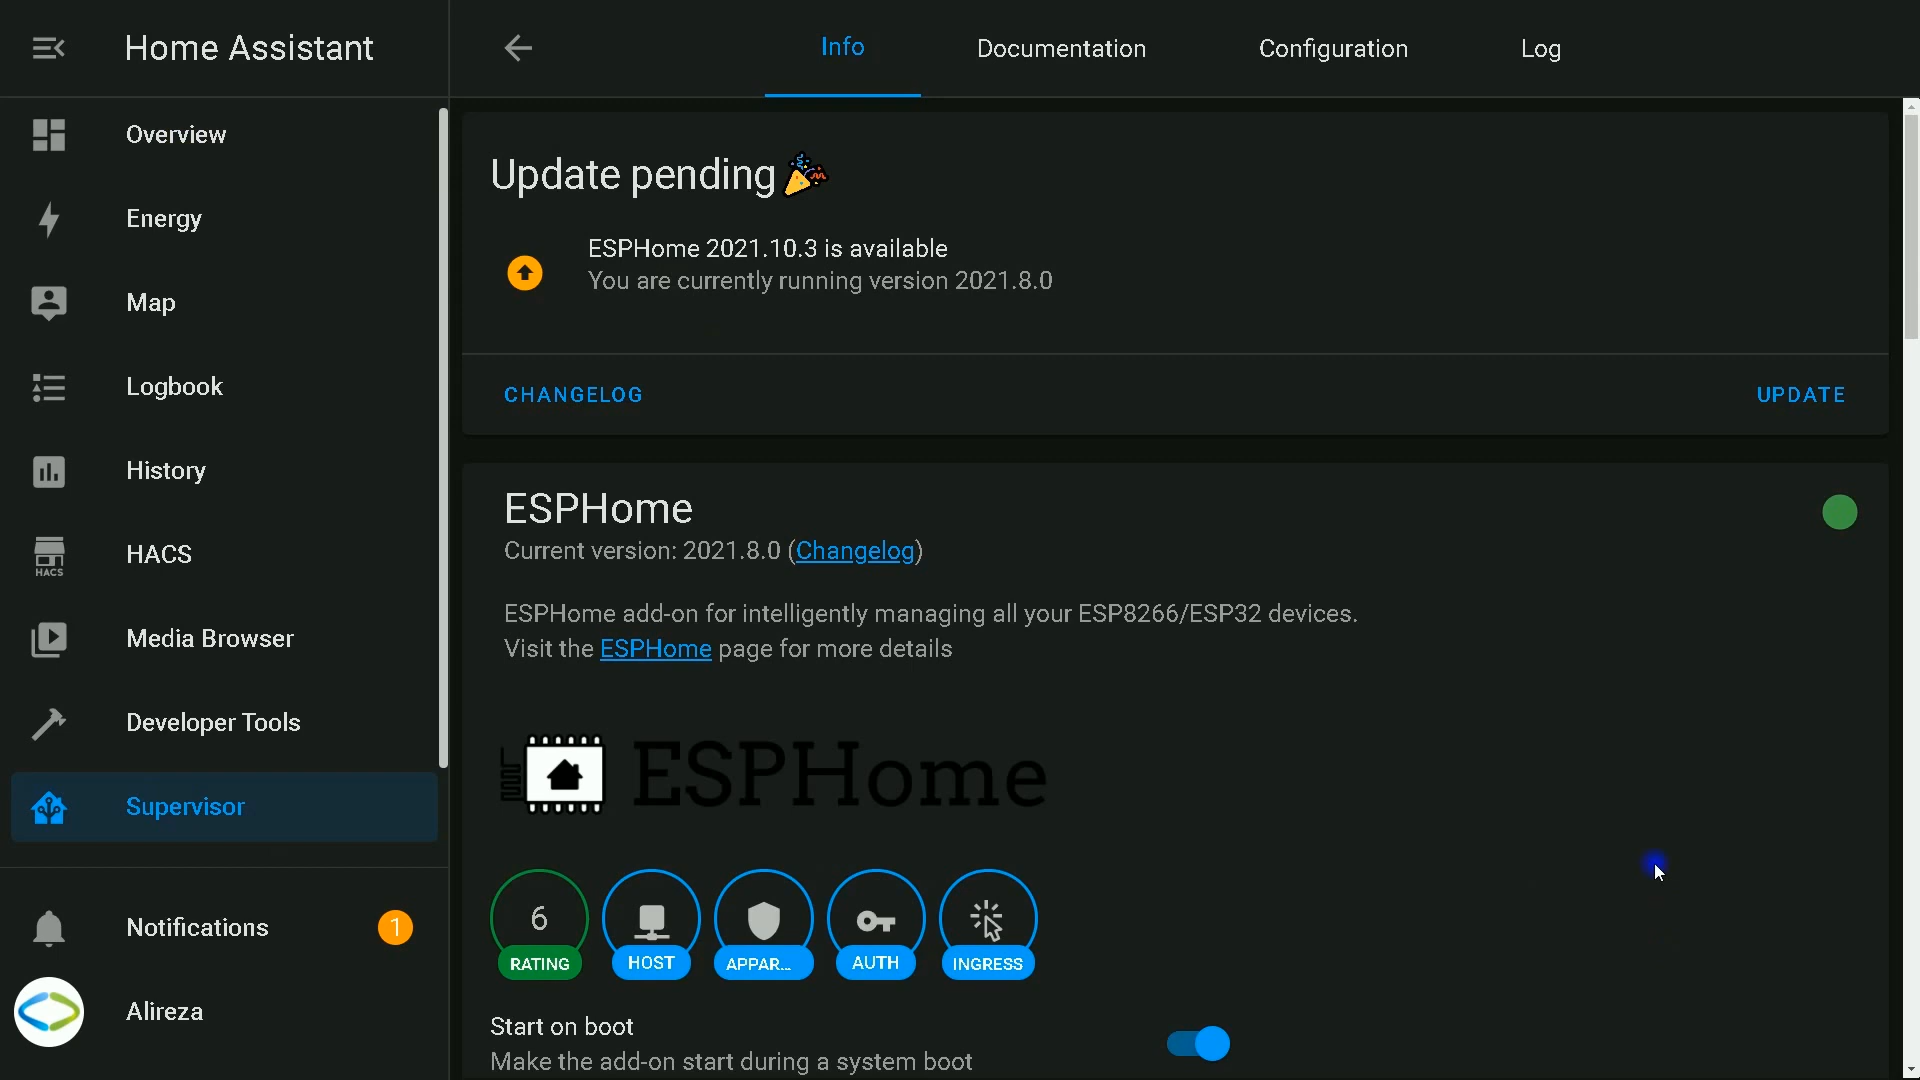 Home Assistant
Info
Documentation
Configuration
Log
Overview
Energy
Map
Logbook
History
HACS
HACS
Media Browser
Developer Tools
Supervisor
Notifications
1
Alireza
Update pending
ESPHome 2021.10.3 is available
You are currently running version 2021.8.0
CHANGELOG
UPDATE
ESPHome
Current version: 2021.8.0 (Changelog)
ESPHome add-on for intelligently managing all your ESP8266/ESP32 devices.
Visit the ESPHome page for more details
ESPHome
6
RATING
HOST
APPAR...
AUTH
INGRESS
Start on boot
Make the add-on start during a system boot